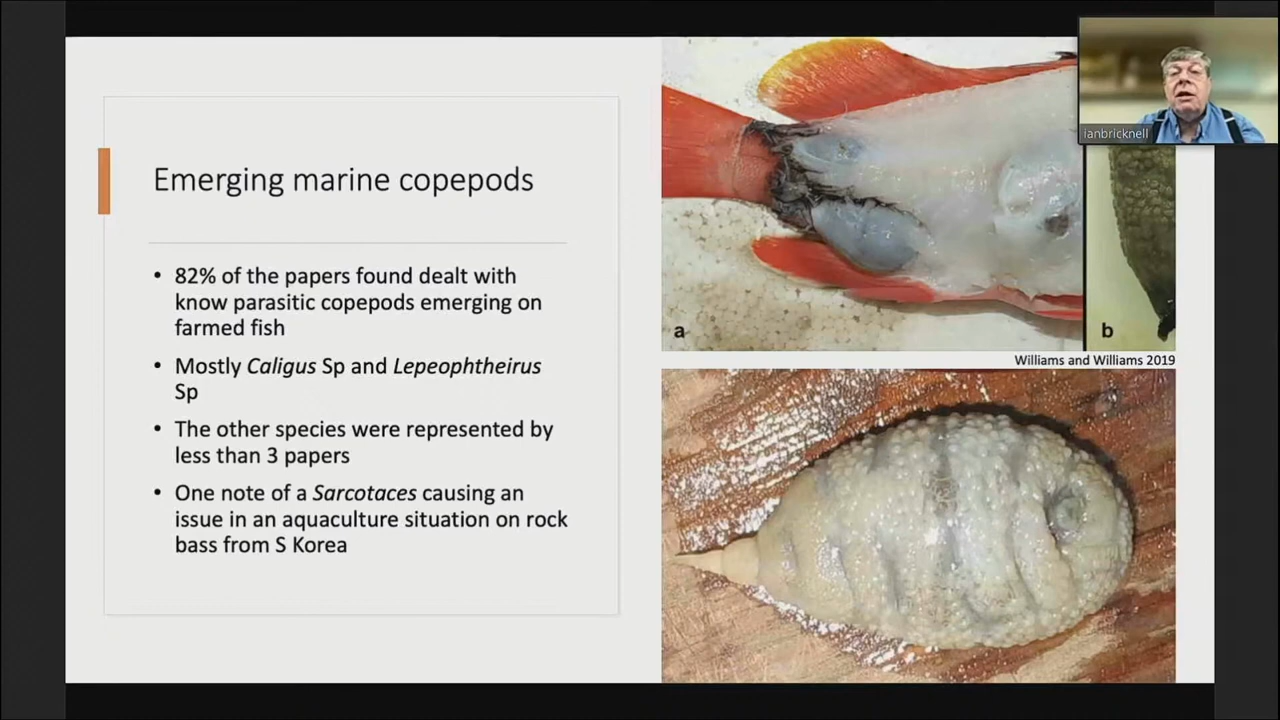 Emerging marine copepods
• 82% of the papers found dealt with
know parasitic copepods emerging on
farmed fish
• Mostly Caligus Sp and Lepeophtheirus
Sp
• The other species were represented by
less than 3 papers
• One note of a Sarcotaces causing an
issue in an aquaculture situation on rock
bass from S Korea
a
b
Williams and Williams 2019
ianbricknell